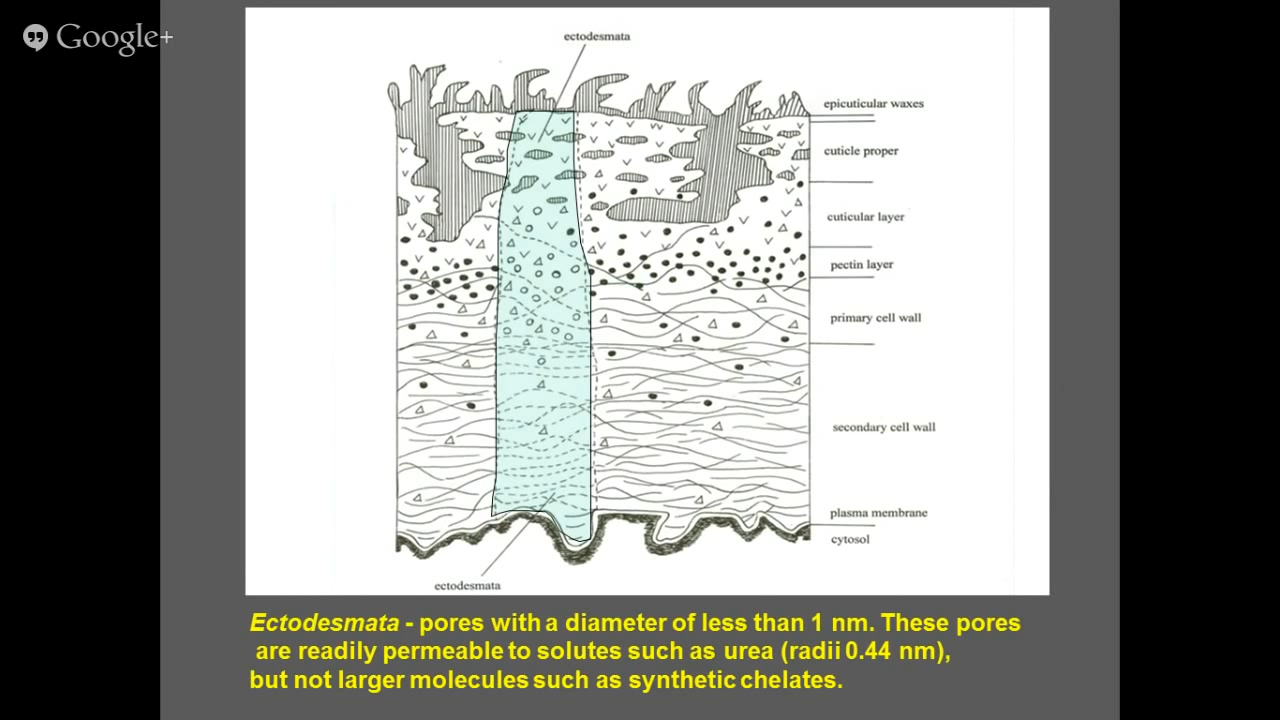 Google+
ectodesmata
epicuticular waxes
cuticle proper
cuticular layer
pectin layer
primary cell wall
secondary cell wall
plasma membrane
cytosol
ectodesmata
Ectodesmata - pores with a diameter of less than 1 nm. These pores
are readily permeable to solutes such as urea (radii 0.44 nm),
but not larger molecules such as synthetic chelates.